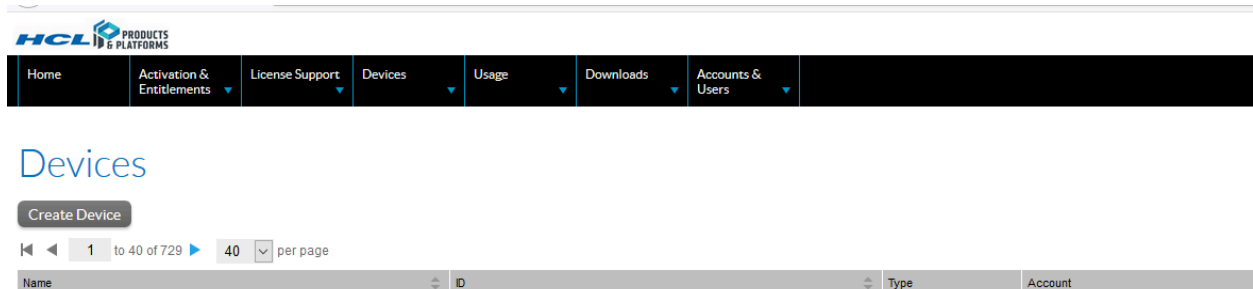 HCL PRODUCTS
& PLATFORMS
Home Activation & License Support Devices Usage Downloads Accounts &
Entitlements Users
Devices
Create Device
1 to 40 of 729 40 per page
Name ID Type Account